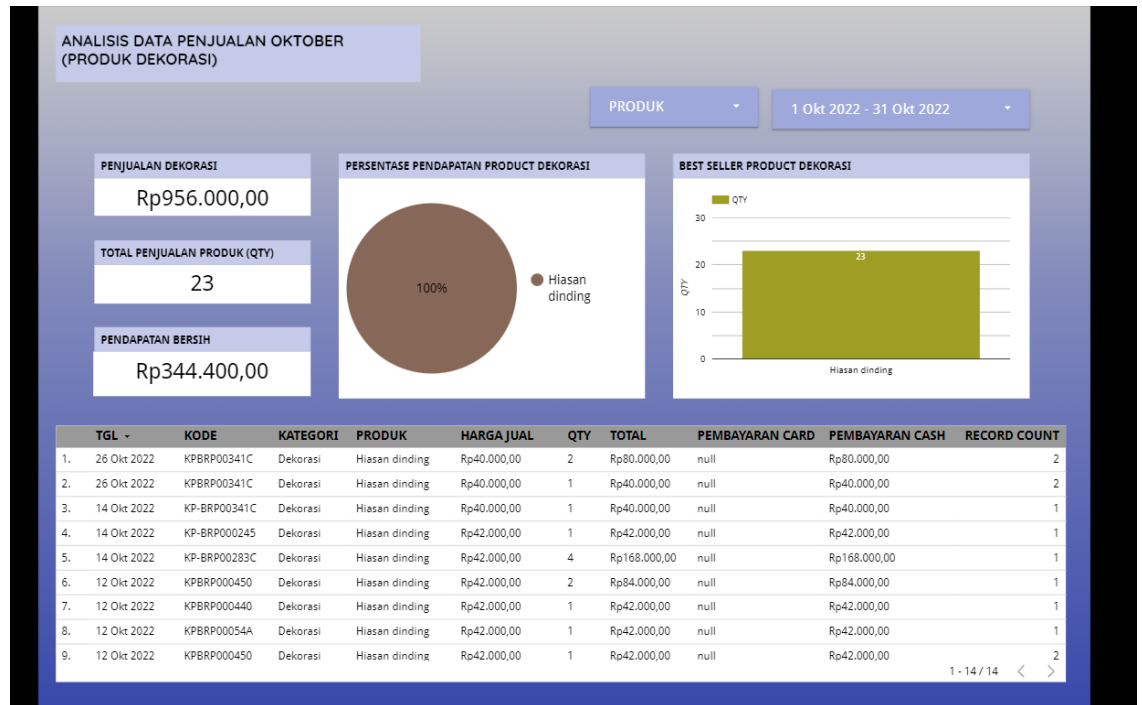 ANALISIS DATA PENJUALAN OKTOBER
(PRODUK DEKORASI)
PRODUK
1 Okt 2022 - 31 Okt 2022
PENJUALAN DEKORASI
Rp956.000,00
TOTAL PENJUALAN PRODUK (QTY)
23
PENDAPATAN BERSIH
Rp344.400,00
PERSENTASE PENDAPATAN PRODUCT DEKORASI
100%
Hiasan
dinding
BEST SELLER PRODUCT DEKORASI
QTY
30
20
10
0
QTY
23
Hiasan dinding
TGL KODE KATEGORI PRODUK HARGA JUAL QTY TOTAL PEMBAYARAN CARD PEMBAYARAN CASH RECORD COUNT
1. 26 Okt 2022 KPBRP00341C Dekorasi Hiasan dinding Rp40.000,00 2 Rp80.000,00 null Rp80.000,00 2
2. 26 Okt 2022 KPBRP00341C Dekorasi Hiasan dinding Rp40.000,00 1 Rp40.000,00 null Rp40.000,00 2
3. 14 Okt 2022 KP-BRP00341C Dekorasi Hiasan dinding Rp40.000,00 1 Rp40.000,00 null Rp40.000,00 1
4. 14 Okt 2022 KP-BRP000245 Dekorasi Hiasan dinding Rp42.000,00 1 Rp42.000,00 null Rp42.000,00 1
5. 14 Okt 2022 KP-BRP00283C Dekorasi Hiasan dinding Rp42.000,00 4 Rp168.000,00 null Rp168.000,00 1
6. 12 Okt 2022 KPBRP000450 Dekorasi Hiasan dinding Rp42.000,00 2 Rp84.000,00 null Rp84.000,00 1
7. 12 Okt 2022 KPBRP000440 Dekorasi Hiasan dinding Rp42.000,00 1 Rp42.000,00 null Rp42.000,00 1
8. 12 Okt 2022 KPBRP00054A Dekorasi Hiasan dinding Rp42.000,00 1 Rp42.000,00 null Rp42.000,00 1
9. 12 Okt 2022 KPBRP000450 Dekorasi Hiasan dinding Rp42.000,00 1 Rp42.000,00 null Rp42.000,00 2
1 - 14 / 14